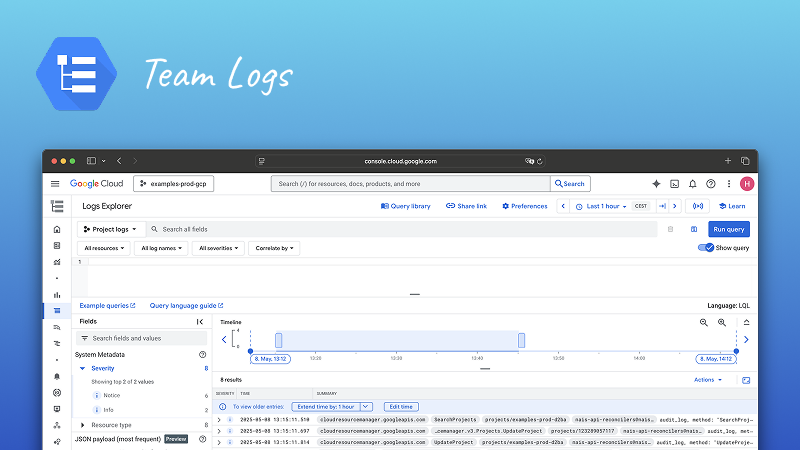 Team Logs
console.cloud.google.com
Google Cloud
examples-prod-gcp
Search (/) for resources, docs, products, and more
Search
H
Logs Explorer
Query library
Share link
Preferences
Last 1 hour
CEST
Learn
Project logs
Search all fields
Run query
All resources
All log names
All severities
Correlate by
Show query
1
Example queries
Query language guide
Language: LQL
Fields
Timeline
Search fields and values
4
0
System Metadata
8. May, 13:12
13:20
13:30
13:40
13:50
14:00
8. May, 14:12
Severity
Showing top 2 of 2 values
8 results
Actions
Notice 6
SEVERITY TIME SUMMARY
Info 2
To view older entries: Extend time by: 1 hour Edit time
Resource type
2025-05-08 13:15:11.510 cloudresourcemanager.googleapis.com SearchProjects projects/examples-prod-d2ba nais-api-reconcilers@nais… audit_log, method: "SearchProj…
2025-05-08 13:15:11.697 cloudresourcemanager.googleapis.com …cemanager.v3.Projects.UpdateProject projects/123289057117 nais-api-reconcilers@nais… audit_log, met…
JSON payload (most frequent) Preview
2025-05-08 13:15:11.814 cloudresourcemanager.googleapis.com UpdateProject projects/examples-prod-d2ba nais-api-reconcilers@nais… audit_log, method: "UpdateProje…